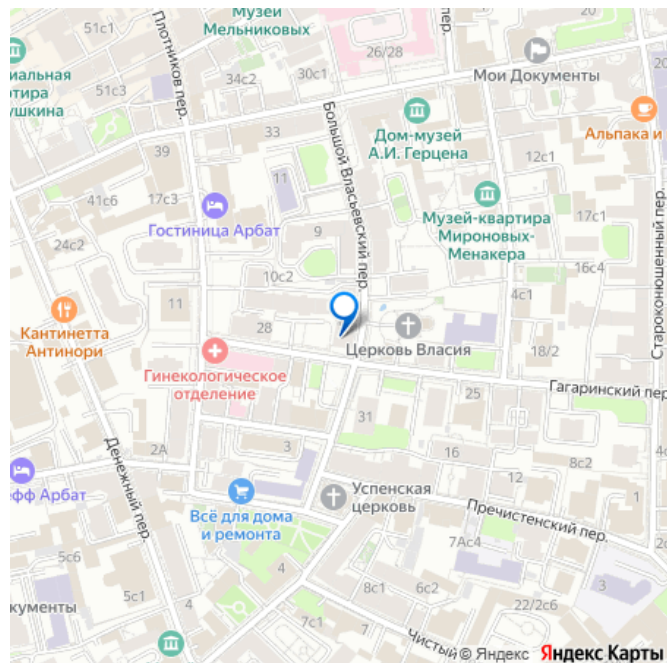 Музей
Мельниковых
51с1
26/28
20
34с2
30с1
Мои Документы
иальная
ртира
ушкина
51с3
Плотников пер.
33
Большой Власьевский пер.
Дом-музей
А.И. Герцена
Альпака и
39
12с1
11
41с6
Музей-квартира
Мироновых-
Менакера
17с1
Гостиница Арбат
9
24с2
10с2
16с4
4с1
11
Староконюшенный пер.
Кантинетта
Антинори
28
Церковь Власия
18/2
Гинекологическое
отделение
25
Гагаринский пер.
31
Денежный пер.
2А
3
16
8с2
12
ефф Арбат
Успенская
церковь
Всё для дома
и ремонта
Пречистенский пер.
7Ас4
2с
5с6
4
3
5с1
4
8с1
6с2
окументы
22/2с6
7с1
7с
Чистый
© Яндекс Яндекс Карты